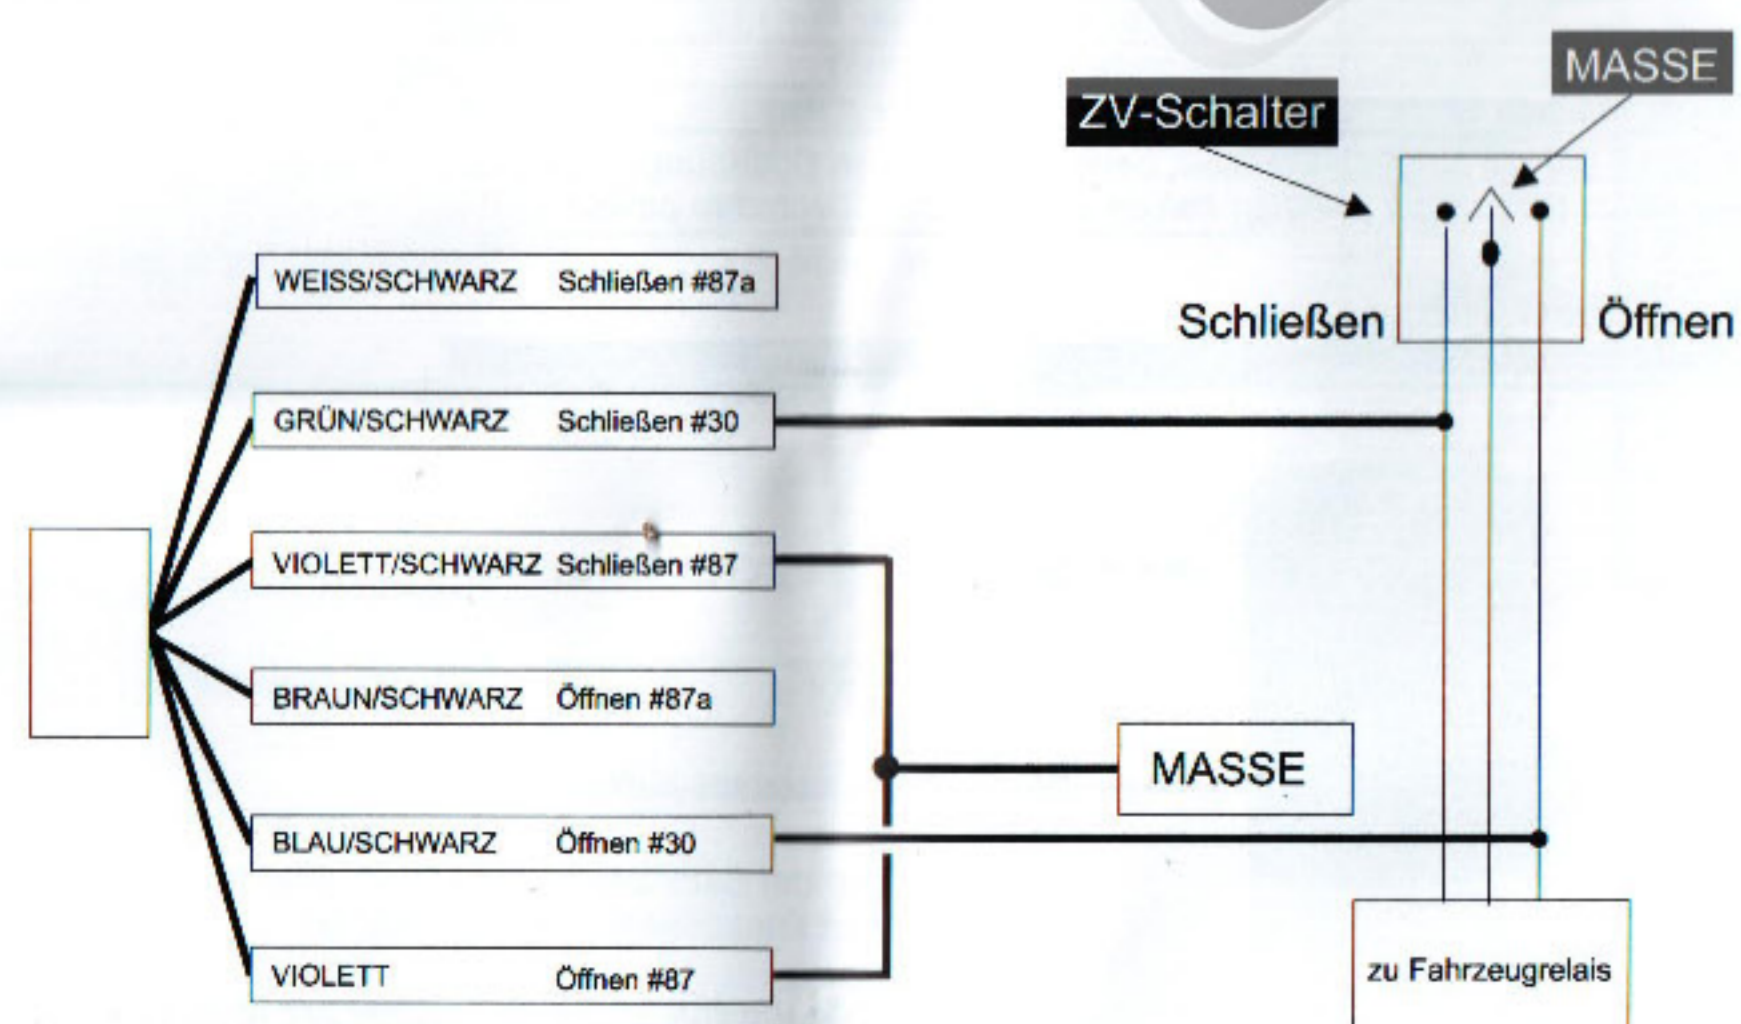 MASSE
ZV-Schalter
Schließen Öffnen
WEISS/SCHWARZ Schließen #87a
GRÜN/SCHWARZ Schließen #30
VIOLETT/SCHWARZ Schließen #87
BRAUN/SCHWARZ Öffnen #87a
MASSE
BLAU/SCHWARZ Öffnen #30
VIOLETT Öffnen #87
zu Fahrzeugrelais